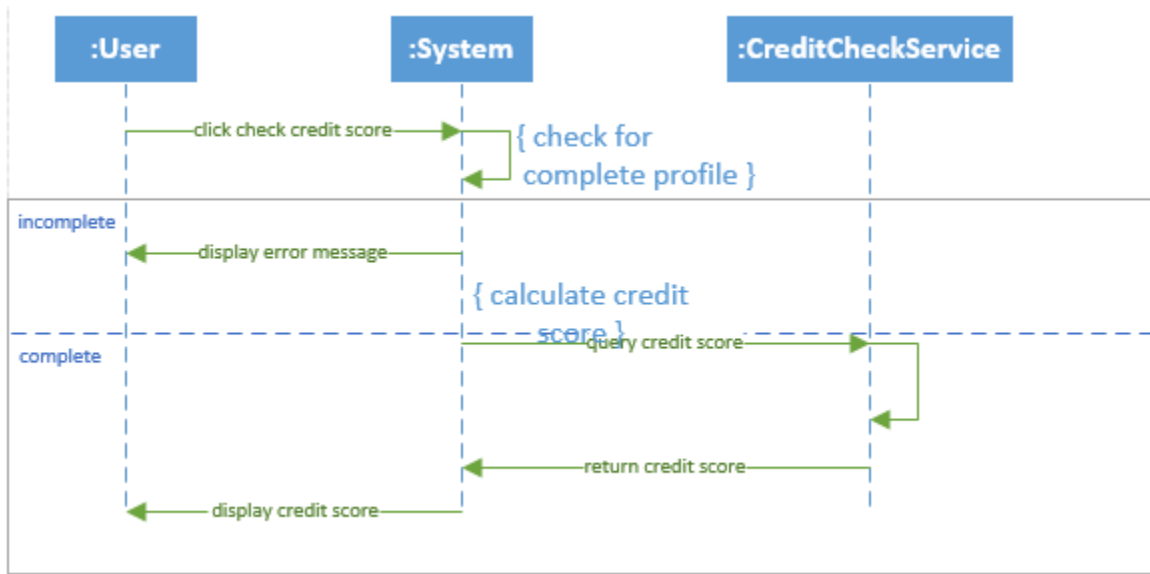 :User
:System
:CreditCheckService
click check credit score
{ check for
complete profile }
incomplete
display error message
{ calculate credit
score }
query credit score
complete
return credit score
display credit score